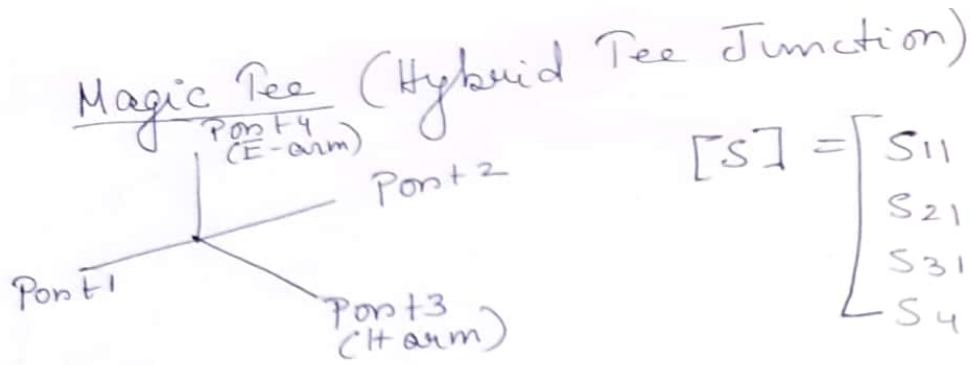 Magic Tee (Hybrid Tee Junction)
Port 4
(E-arm)
Port 2
Port 1
Port 3
(H arm)
[S] = [ S11
S21
S31
S4